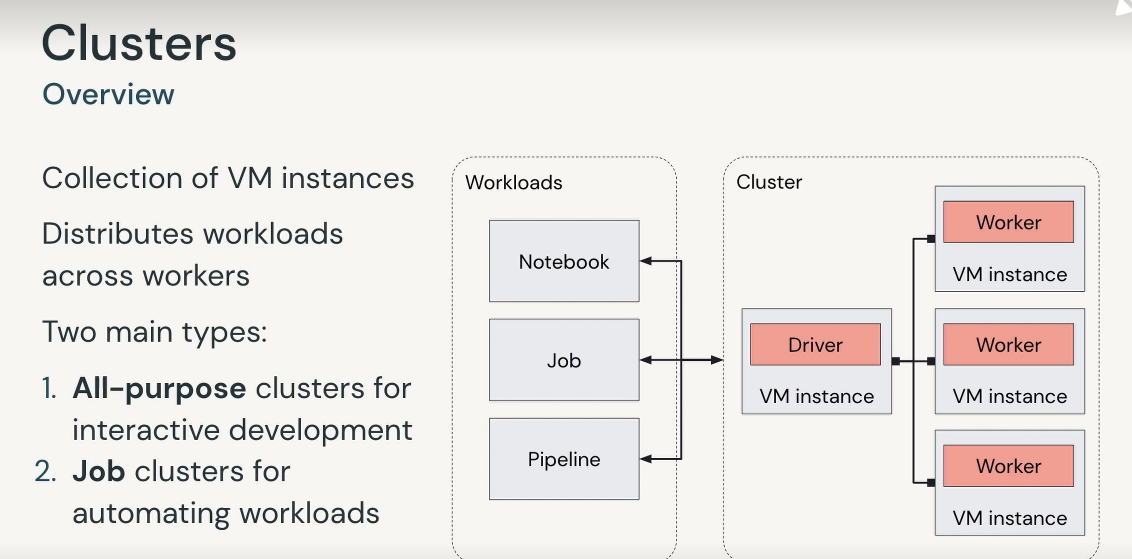 Clusters
Overview
Collection of VM instances
Distributes workloads
across workers
Two main types:
1. All-purpose clusters for
interactive development
2. Job clusters for
automating workloads
Workloads
Notebook
Job
Pipeline
Cluster
Driver
VM instance
Worker
VM instance
Worker
VM instance
Worker
VM instance